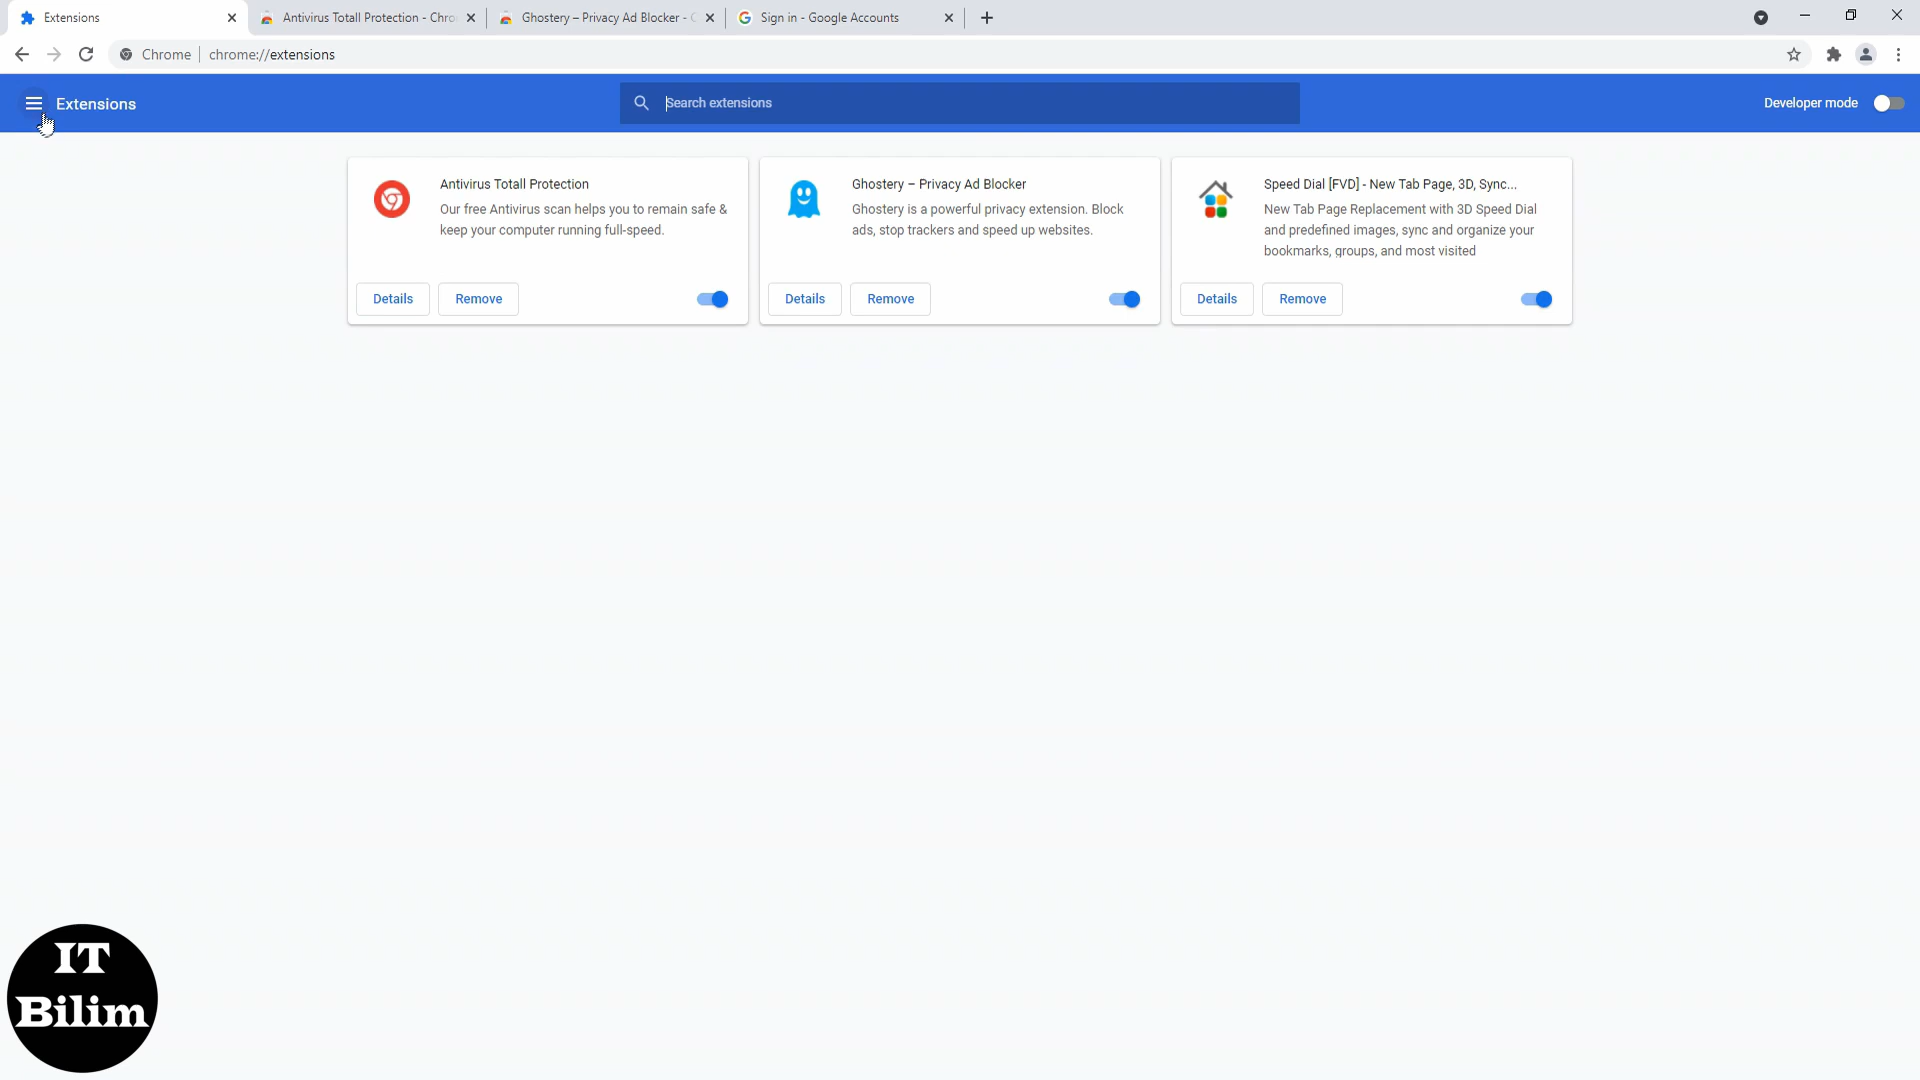 Extensions
Antivirus Totall Protection - Chro
Ghostery – Privacy Ad Blocker - C
Sign in - Google Accounts
Chrome
chrome://extensions
Extensions
Search extensions
Developer mode
Antivirus Totall Protection
Our free Antivirus scan helps you to remain safe &
keep your computer running full-speed.
Details
Remove
Ghostery – Privacy Ad Blocker
Ghostery is a powerful privacy extension. Block
ads, stop trackers and speed up websites.
Details
Remove
Speed Dial [FVD] - New Tab Page, 3D, Sync...
New Tab Page Replacement with 3D Speed Dial
and predefined images, sync and organize your
bookmarks, groups, and most visited
Details
Remove
IT
Bilim